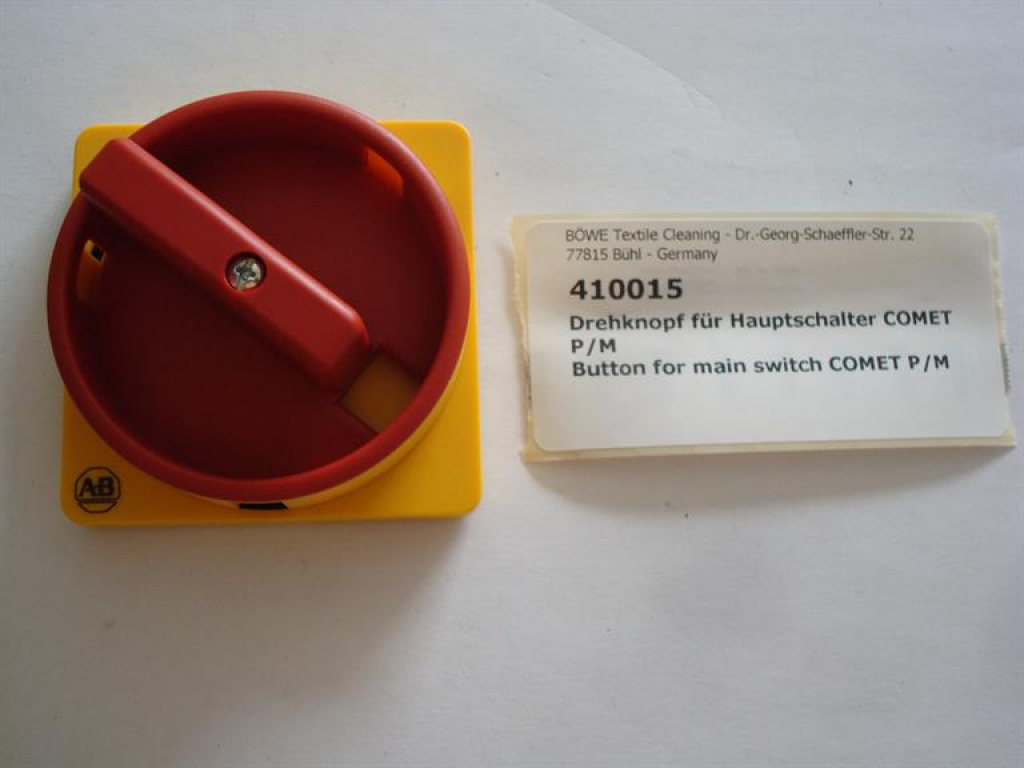 BÖWE Textile Cleaning - Dr.-Georg-Schaeffler-Str. 22
77815 Bühl - Germany
410015
Drehknopf für Hauptschalter COMET
P/M
Button for main switch COMET P/M
AB